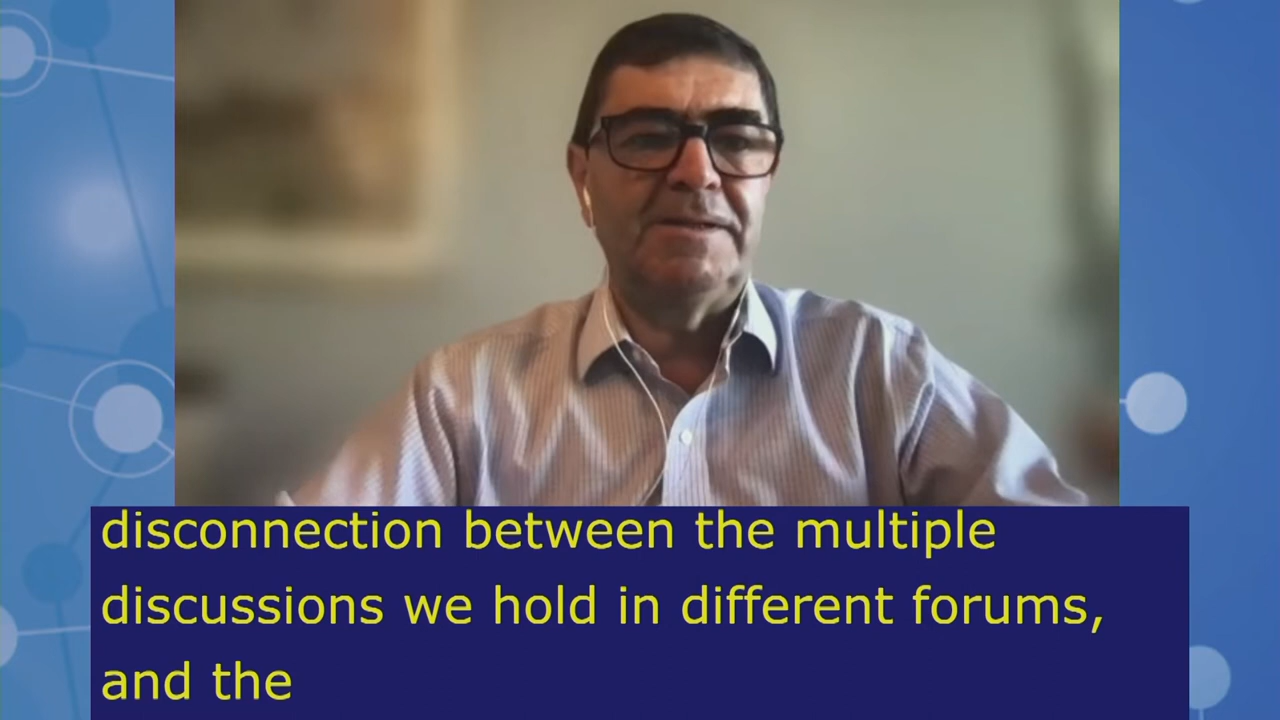 disconnection between the multiple
discussions we hold in different forums,
and the